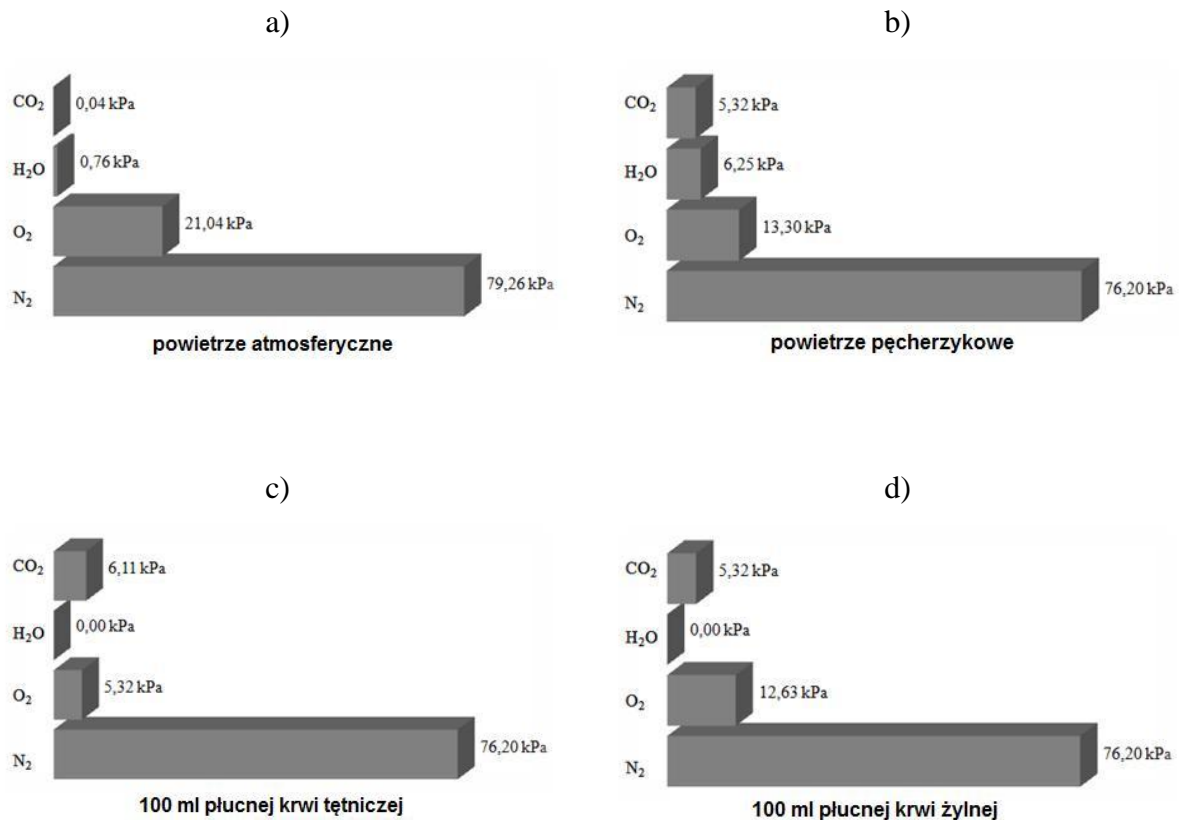 a)
CO₂ 0,04 kPa
H₂O 0,76 kPa
O₂ 21,04 kPa
N₂ 79,26 kPa
powietrze atmosferyczne
b)
CO₂ 5,32 kPa
H₂O 6,25 kPa
O₂ 13,30 kPa
N₂ 76,20 kPa
powietrze pęcherzykowe
c)
CO₂ 6,11 kPa
H₂O 0,00 kPa
O₂ 5,32 kPa
N₂ 76,20 kPa
100 ml płucnej krwi tętniczej
d)
CO₂ 5,32 kPa
H₂O 0,00 kPa
O₂ 12,63 kPa
N₂ 76,20 kPa
100 ml płucnej krwi żylnej